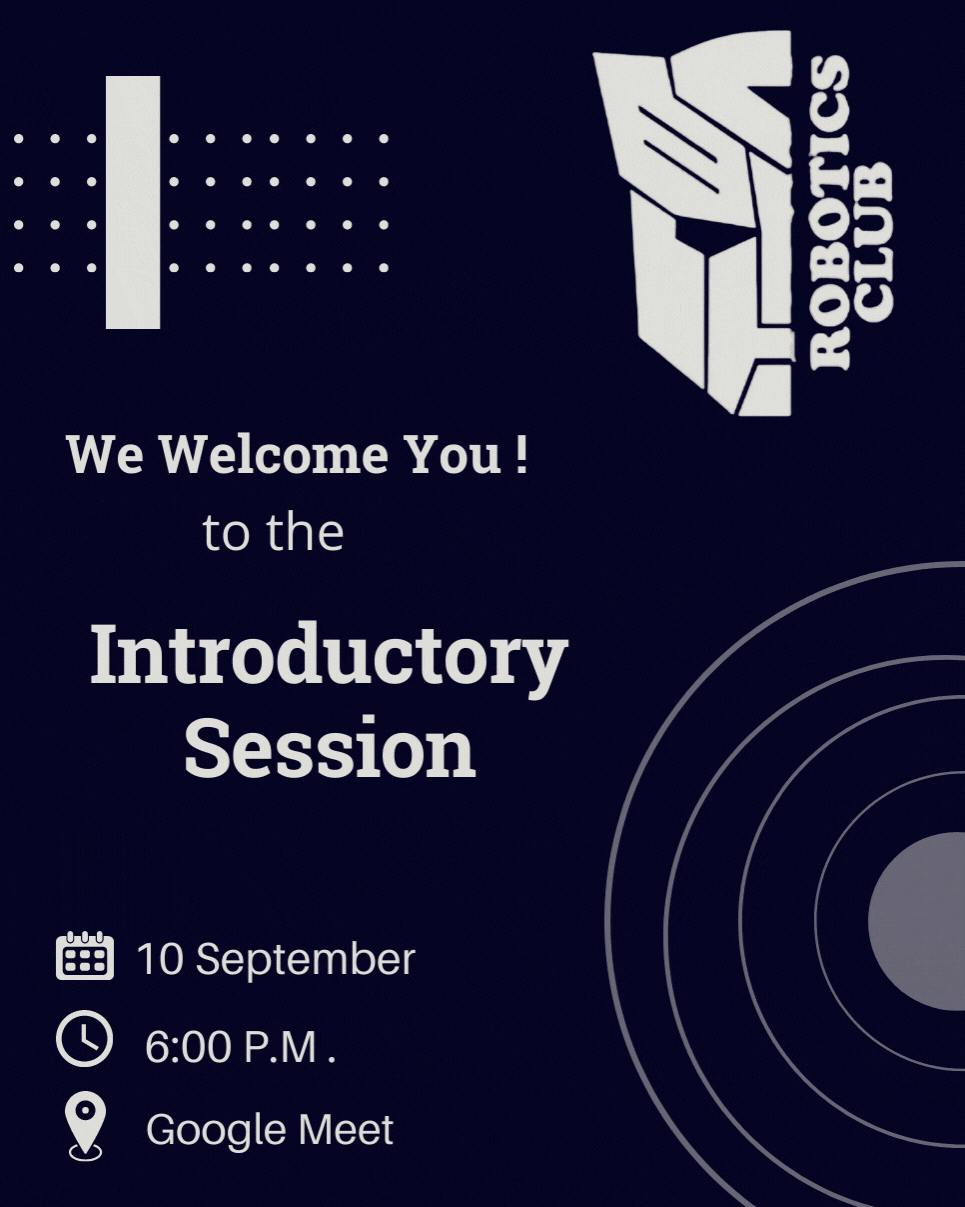 ROBOTICS
CLUB
We Welcome You !
to the
Introductory
Session
10 September
6:00 P.M .
Google Meet